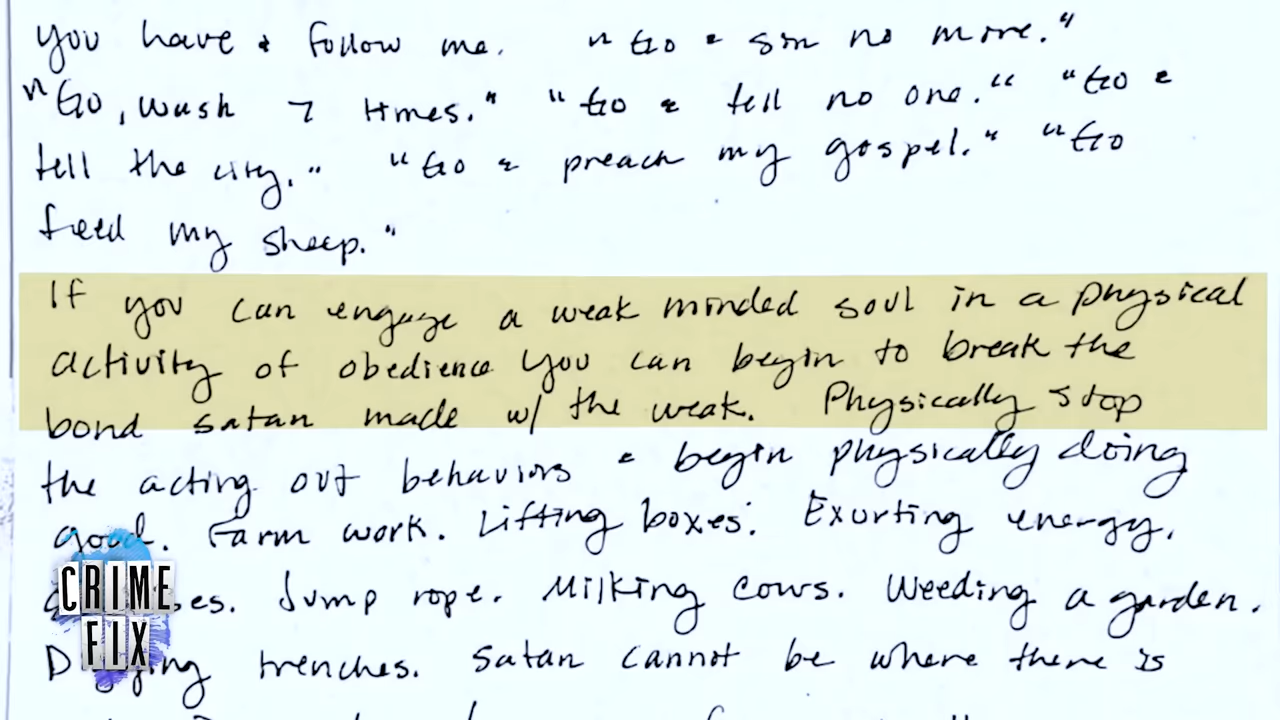 you have & follow me. "Go & sin no more."
"Go, wash 7 times." "Go & tell no one." "Go &
tell the city." "Go & preach my gospel." "Go
feed my sheep."
If you can engage a weak minded soul in a physical
activity of obedience you can begin to break the
bond satan made w/ the weak. Physically stop
the acting out behaviors & begin physically doing
good. Farm work. Lifting boxes. Exurting energy.
Jump rope. Milking cows. Weeding a garden.
trenches. Satan cannot be where there is
CRIME
FIX